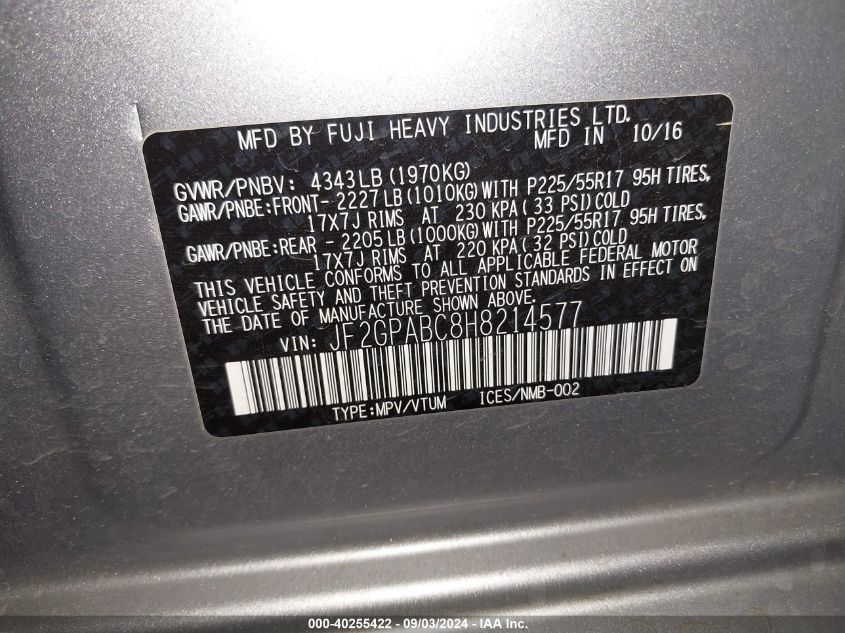 MFD BY FUJI HEAVY INDUSTRIES LTD.
MFD IN 10/16
GVWR/PNBV: 4343LB (1970KG)
GAWR/PNBE:FRONT- 2227 LB (1010KG) WITH P225/55R17 95H TIRES,
17X7J RIMS AT 230 KPA (33 PSI) COLD
GAWR/PNBE:REAR - 2205 LB (1000KG) WITH P225/55R17 95H TIRES,
17X7J RIMS AT 220 KPA (32 PSI) COLD
THIS VEHICLE CONFORMS TO ALL APPLICABLE FEDERAL MOTOR
VEHICLE SAFETY AND THEFT PREVENTION STANDARDS IN EFFECT ON
THE DATE OF MANUFACTURE SHOWN ABOVE.
VIN: JF2GPABC8H8214577
TYPE:MPV/VTUM ICES/NMB-002
000-40255422 - 09/03/2024 - IAA Inc.